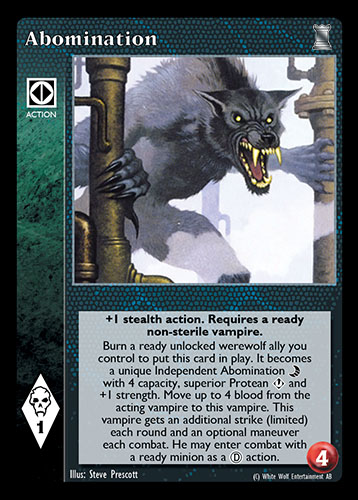 Abomination
ACTION
+1 stealth action. Requires a ready
non-sterile vampire.
Burn a ready unlocked werewolf ally you
control to put this card in play. It becomes
a unique Independent Abomination
with 4 capacity, superior Protean and
+1 strength. Move up to 4 blood from the
acting vampire to this vampire. This
vampire gets an additional strike (limited)
each round and an optional maneuver
each combat. He may enter combat with
a ready minion as a D action.
1
4
Illus: Steve Prescott
(C) White Wolf Entertainment AB